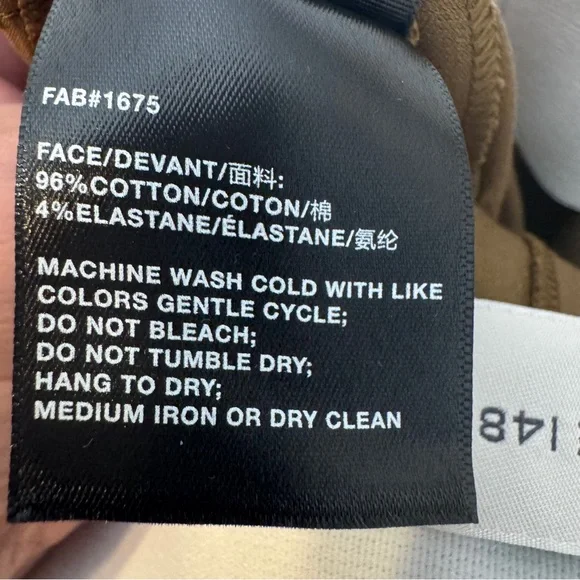 FAB#1675
FACE/DEVANT/面料:
96%COTTON/COTON/棉
4%ELASTANE/ÉLASTANE/氨纶
MACHINE WASH COLD WITH LIKE
COLORS GENTLE CYCLE;
DO NOT BLEACH;
DO NOT TUMBLE DRY;
HANG TO DRY;
MEDIUM IRON OR DRY CLEAN